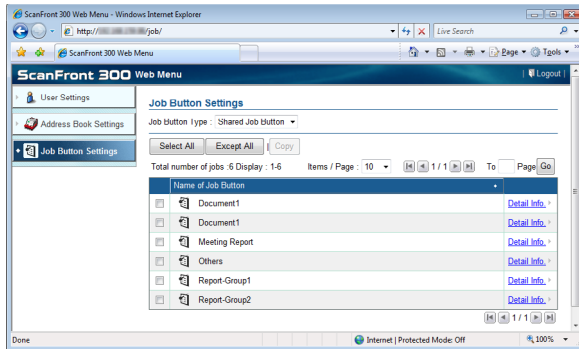 ScanFront 300 Web Menu - Windows Internet Explorer
http:// /job/
Live Search
ScanFront 300 Web Menu
Page
Tools
ScanFront 300 Web Menu
Logout
User Settings
Address Book Settings
Job Button Settings
Job Button Settings
Job Button Type : Shared Job Button
Select All Except All | Copy
Total number of jobs :6 Display : 1-6 Items / Page : 10 1 / 1 To Page Go
Name of Job Button
Document1 Detail Info.
Document1 Detail Info.
Meeting Report Detail Info.
Others Detail Info.
Report-Group1 Detail Info.
Report-Group2 Detail Info.
1 / 1
Done Internet | Protected Mode: Off 100%